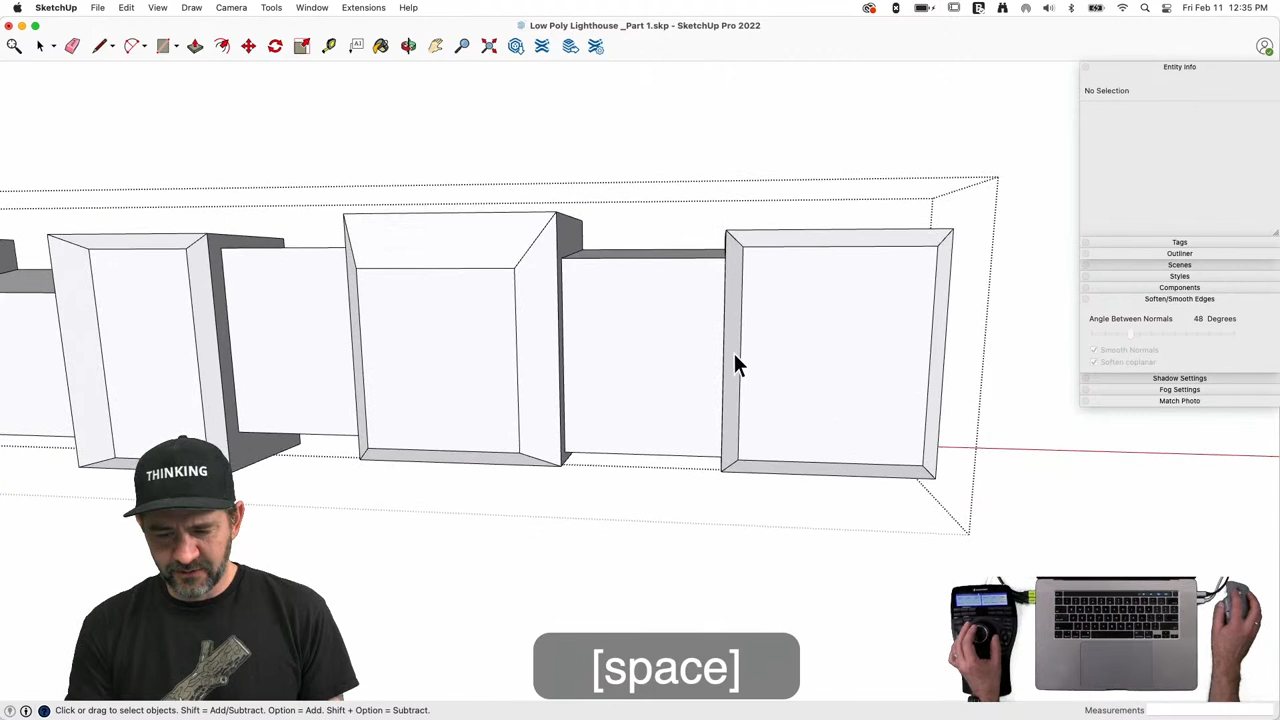 SketchUp File Edit View Draw Camera Tools Window Extensions Help Fri Feb 11 12:35 PM
Low Poly Lighthouse _Part 1.skp - SketchUp Pro 2022
Entity Info
No Selection
Tags
Outliner
Scenes
Styles
Components
Soften/Smooth Edges
Angle Between Normals 48 Degrees
Smooth Normals
Soften coplanar
Shadow Settings
Fog Settings
Match Photo
THINKING
[space]
Click or drag to select objects. Shift = Add/Subtract. Option = Add. Shift + Option = Subtract. Measurements